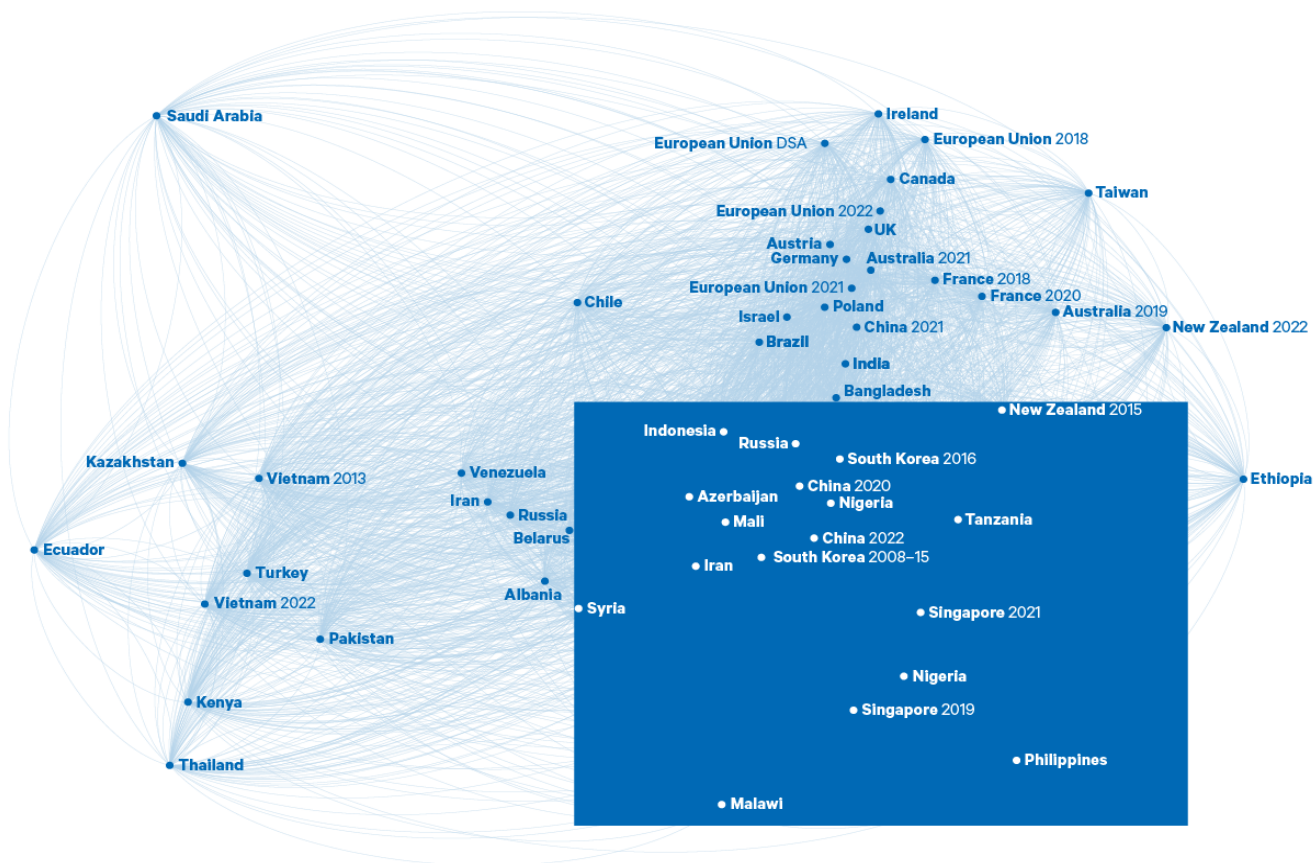 Saudi Arabia
Ireland
European Union DSA
European Union 2018
Canada
Taiwan
European Union 2022
UK
Austria
Germany
Australia 2021
France 2018
European Union 2021
France 2020
Chile
Poland
Australia 2019
Israel
China 2021
New Zealand 2022
Brazil
India
Bangladesh
New Zealand 2015
Indonesia
Russia
South Korea 2016
Kazakhstan
Venezuela
Vietnam 2013
Ethiopia
China 2020
Azerbaijan
Iran
Nigeria
Russia
Mali
Tanzania
Belarus
China 2022
Ecuador
South Korea 2008–15
Iran
Turkey
Albania
Vietnam 2022
Syria
Singapore 2021
Pakistan
Nigeria
Kenya
Singapore 2019
Philippines
Thailand
Malawi